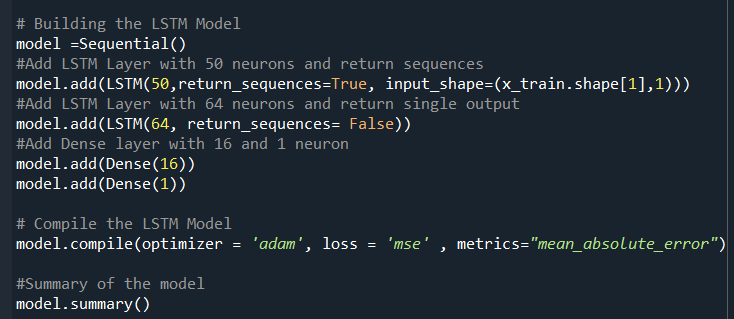 # Building the LSTM Model
model =Sequential()
#Add LSTM Layer with 50 neurons and return sequences
model.add(LSTM(50,return_sequences=True, input_shape=(x_train.shape[1],1)))
#Add LSTM Layer with 64 neurons and return single output
model.add(LSTM(64, return_sequences= False))
#Add Dense layer with 16 and 1 neuron
model.add(Dense(16))
model.add(Dense(1))
# Compile the LSTM Model
model.compile(optimizer = 'adam', loss = 'mse' , metrics="mean_absolute_error")
#Summary of the model
model.summary()